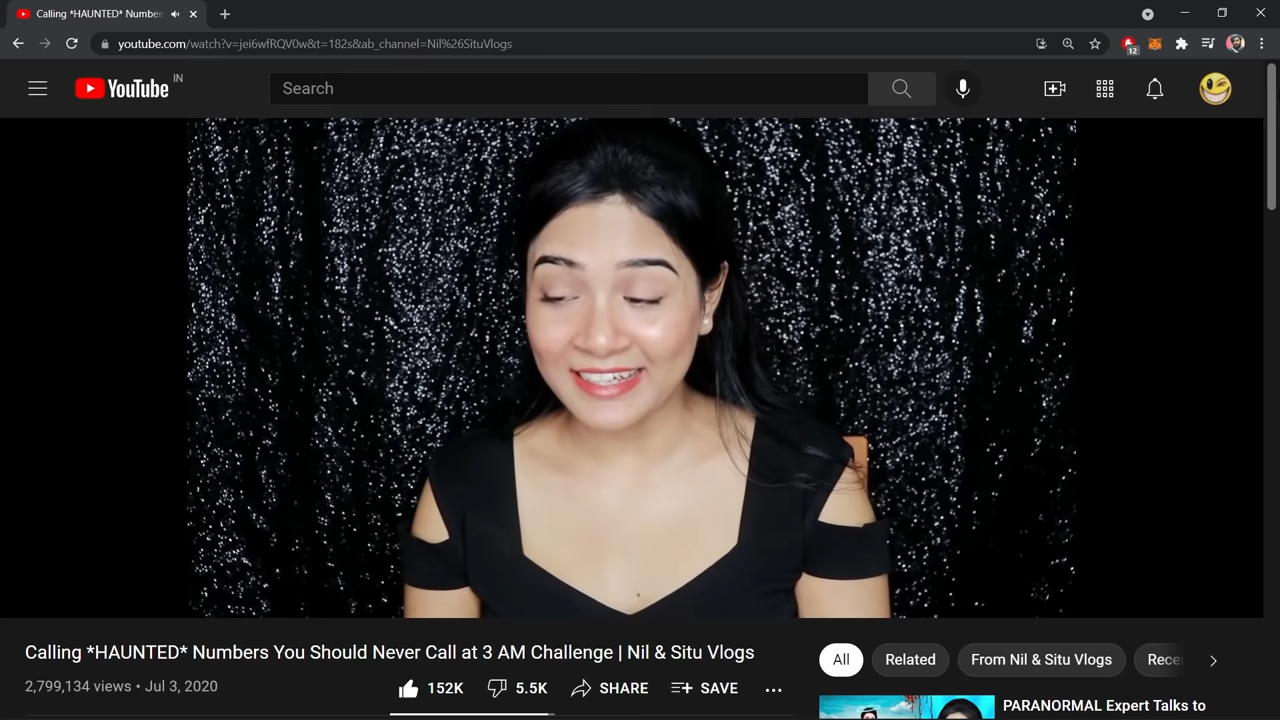 Calling *HAUNTED* Number
youtube.com/watch?v=jei6wfRQV0w&t=182s&ab_channel=Nil%26SituVlogs
12
YouTube IN
Search
Calling *HAUNTED* Numbers You Should Never Call at 3 AM Challenge | Nil & Situ Vlogs
2,799,134 views • Jul 3, 2020
152K
5.5K
SHARE
SAVE
All
Related
From Nil & Situ Vlogs
Rece
PARANORMAL Expert Talks to